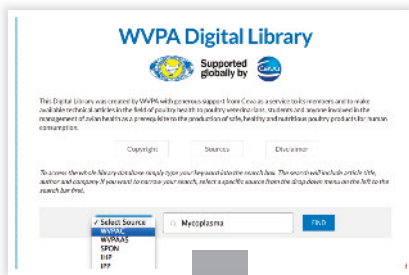 WVPA Digital Library
Supported
globally by
Ceva
This Digital Library was created by WVPA with generous support from Ceva as a service to its members and to make
available technical articles in the field of poultry health to poultry veterinarians, students and anyone involved in the
management of avian health as a prerequisite to the production of safe, healthy and nutritious poultry products for human
consumption.
Copyright Sources Disclaimer
To access the whole library database simply type your keyword into the search box. The search will include article title,
author and company. If you want to narrow your search, select a specific source from the drop down menu on the left to the
search bar first.
✓ Select Source Mycoplasma FIND
WVPAC
WVPAAS
SPON
IHP
IPP